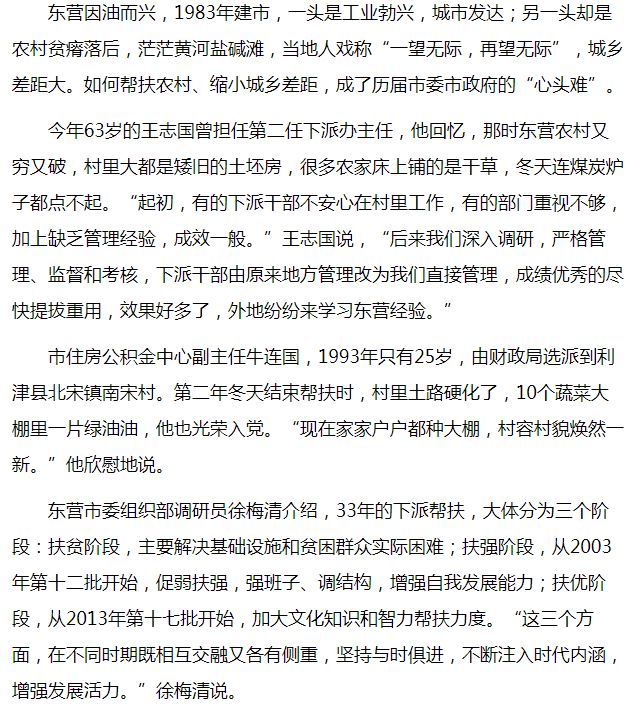 东营因油而兴，1983年建市，一头是工业勃兴，城市发达；另一头却是
农村贫瘠落后，茫茫黄河盐碱滩，当地人戏称“一望无际，再望无际”，城乡
差距大。如何帮扶农村、缩小城乡差距，成了历届市委市政府的“心头难”。
今年63岁的王志国曾担任第二任下派办主任，他回忆，那时东营农村又
穷又破，村里大都是矮旧的土坯房，很多农家床上铺的是干草，冬天连煤炭炉
子都点不起。“起初，有的下派干部不安心在村里工作，有的部门重视不够，
加上缺乏管理经验，成效一般。”王志国说，“后来我们深入调研，严格管
理、监督和考核，下派干部由原来地方管理改为我们直接管理，成绩优秀的尽
快提拔重用，效果好多了，外地纷纷来学习东营经验。”
市住房公积金中心副主任牛连国，1993年只有25岁，由财政局选派到利
津县北宋镇南宋村。第二年冬天结束帮扶时，村里土路硬化了，10个蔬菜大
棚里一片绿油油，他也光荣入党。“现在家家户户都种大棚，村容村貌焕然一
新。”他欣慰地说。
东营市委组织部调研员徐梅清介绍，33年的下派帮扶，大体分为三个阶
段：扶贫阶段，主要解决基础设施和贫困群众实际困难；扶强阶段，从2003
年第十二批开始，促弱扶强，强班子、调结构，增强自我发展能力；扶优阶
段，从2013年第十七批开始，加大文化知识和智力帮扶力度。“这三个方
面，在不同时期既相互交融又各有侧重，坚持与时俱进，不断注入时代内涵，
增强发展活力。”徐梅清说。